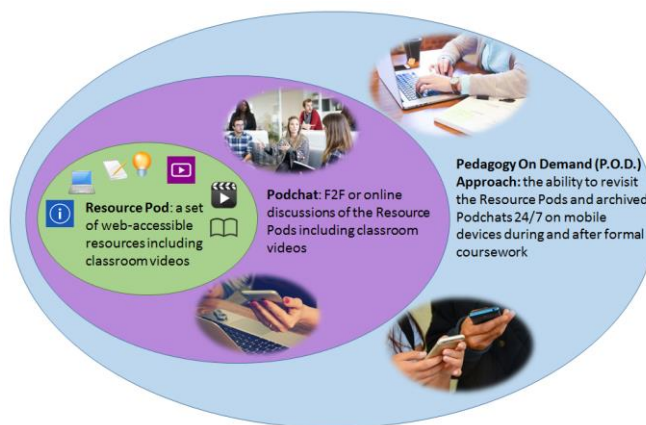 Resource Pod: a set
of web-accessible
resources including
classroom videos
Podchat: F2F or online
discussions of the Resource
Pods including classroom
videos
Pedagogy On Demand (P.O.D.)
Approach: the ability to revisit
the Resource Pods and archived
Podchats 24/7 on mobile
devices during and after formal
coursework